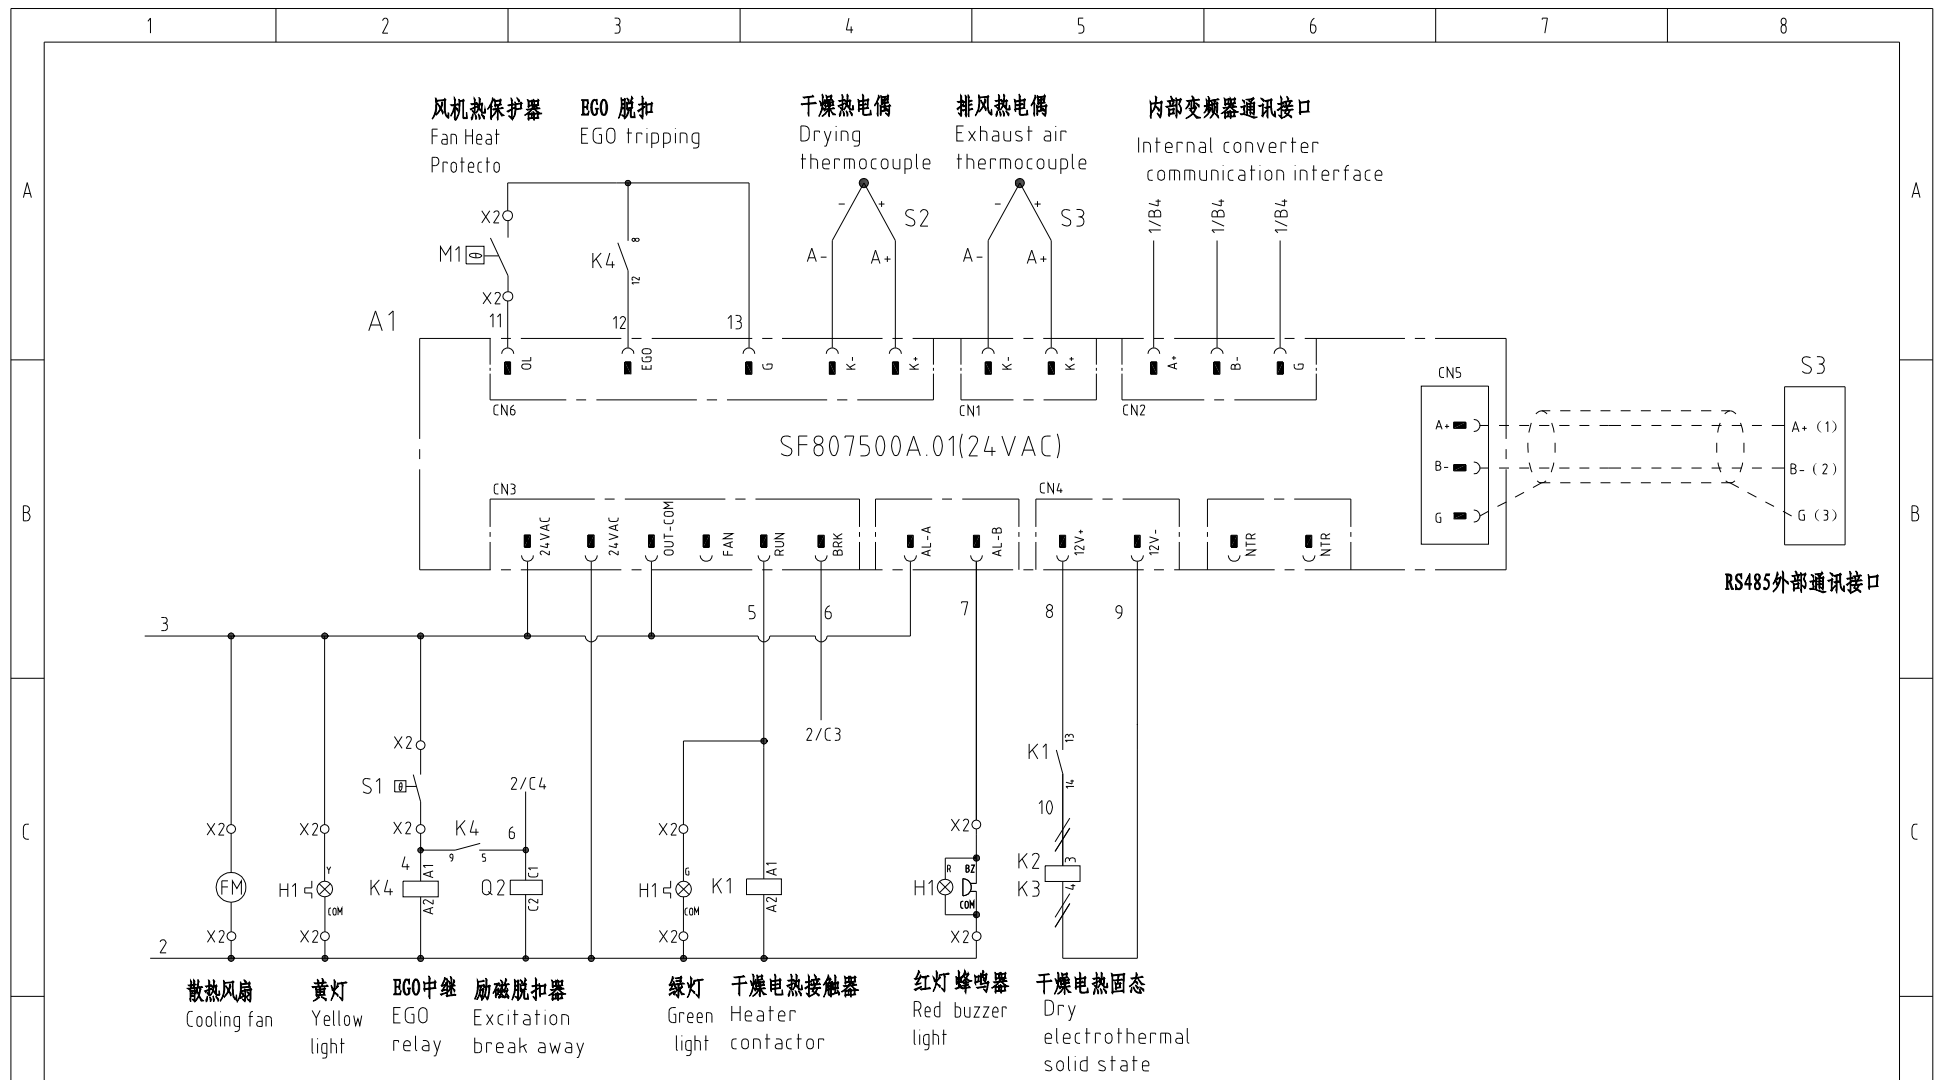 1 2 3 4 5 6 7 8
风机热保护器
Fan Heat
Protecto
EGO 脱扣
EGO tripping
干燥热电偶
Drying
thermocouple
排风热电偶
Exhaust air
thermocouple
内部变频器通讯接口
Internal converter
communication interface
A A
X2
M1 θ
X2
K4
8
12
- +
S2
A- A+
- +
S3
A- A+
1/B4 1/B4 1/B4
A1
11 12 13
OL EGO G K- K+
CN6
K- K+
CN1
A+ B- G
CN2
CN5
A+
B-
G
S3
A+ (1)
B- (2)
G (3)
RS485外部通讯接口
SF807500A.01(24VAC)
B B
CN3
24VAC 24VAC OUT-COM FAN RUN BRK
AL-A AL-B
CN4
12V+ 12V-
NTR NTR
3
5 6 7 8 9
2/C3
X2
S1 θ
X2
2/C4
K4
9 5
6
4
K1
13
14
10
C C
X2
FM
X2
X2
Y
H1
COM
X2
K4
A1
A2
Q2
C1
C2
X2
G
H1
COM
X2
K1
A1
A2
X2
R BZ
H1
COM
X2
K2
K3
3
4
2
散热风扇
Cooling fan
黄灯
Yellow
light
EGO中继
EGO
relay
励磁脱扣器
Excitation
break away
绿灯
Green
light
干燥电热接触器
Heater
contactor
红灯 蜂鸣器
Red buzzer
light
干燥电热固态
Dry
electrothermal
solid state